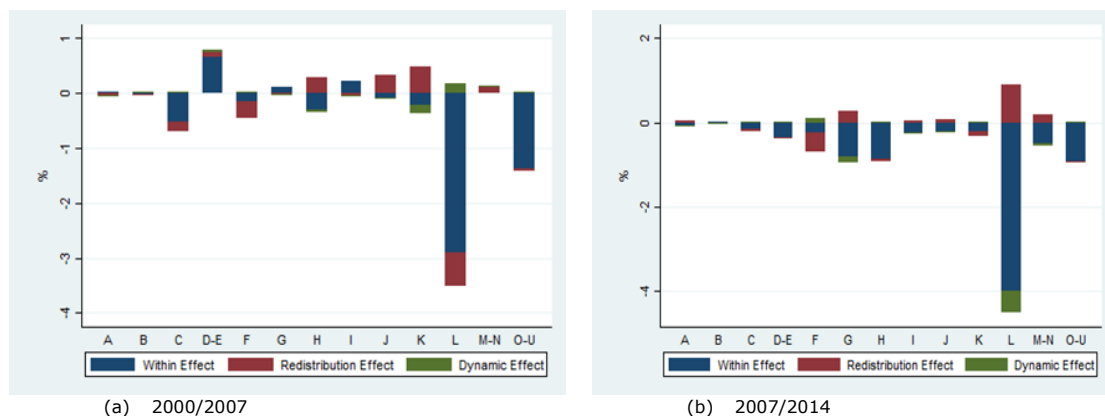 1
0
-1
-2
-3
-4
%
A B C D-E F G H I J K L M-N O-U
Within Effect Redistribution Effect Dynamic Effect
(a) 2000/2007
2
0
-2
-4
%
A B C D-E F G H I J K L M-N O-U
Within Effect Redistribution Effect Dynamic Effect
(b) 2007/2014